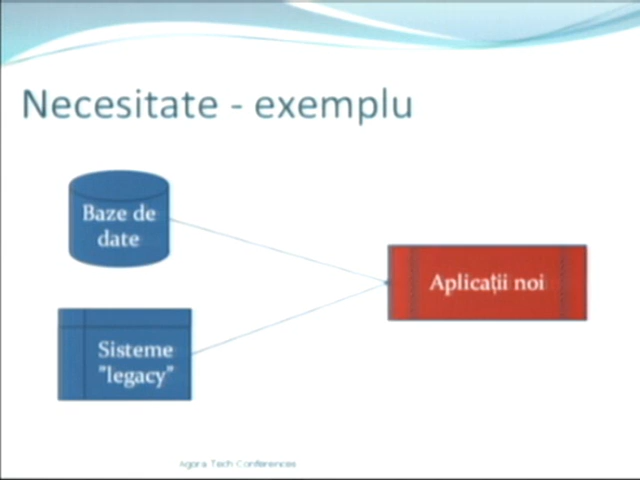 Necesitate - exemplu
Baze de
date
Aplicații noi
Sisteme
”legacy”
Agora Tech Conferences